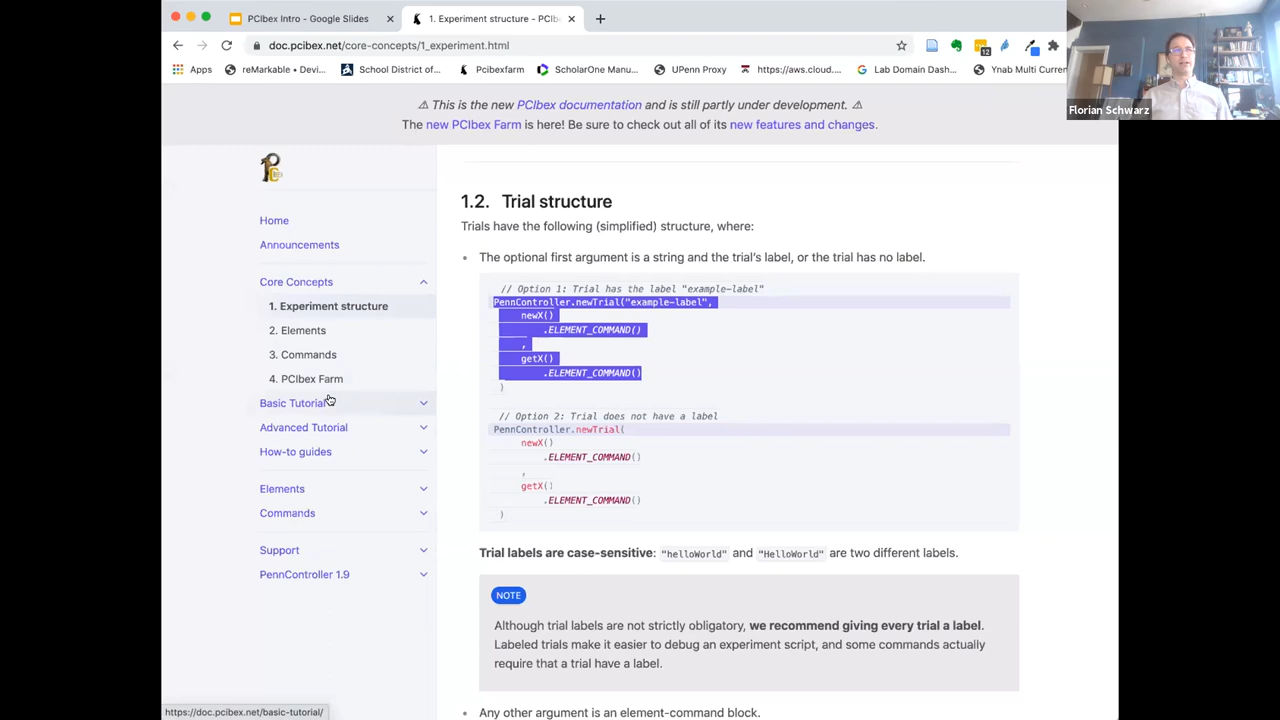 PCIbex Intro - Google Slides
1. Experiment structure - PCIb
doc.pcibex.net/core-concepts/1_experiment.html
12
Apps
reMarkable • Devi...
School District of...
Pcibexfarm
ScholarOne Manu...
UPenn Proxy
https://aws.cloud....
Lab Domain Dash...
Ynab Multi Curren
Florian Schwarz
⚠ This is the new PCIbex documentation and is still partly under development. ⚠
The new PCIbex Farm is here! Be sure to check out all of its new features and changes.
Home
Announcements
Core Concepts
1. Experiment structure
2. Elements
3. Commands
4. PCIbex Farm
Basic Tutorial
Advanced Tutorial
How-to guides
Elements
Commands
Support
PennController 1.9
1.2. Trial structure
Trials have the following (simplified) structure, where:
• The optional first argument is a string and the trial's label, or the trial has no label.
// Option 1: Trial has the label "example-label"
PennController.newTrial("example-label",
newX()
.ELEMENT_COMMAND()
,
getX()
.ELEMENT_COMMAND()
)
// Option 2: Trial does not have a label
PennController.newTrial(
newX()
.ELEMENT_COMMAND()
,
getX()
.ELEMENT_COMMAND()
)
Trial labels are case-sensitive: "helloWorld" and "HelloWorld" are two different labels.
NOTE
Although trial labels are not strictly obligatory, we recommend giving every trial a label.
Labeled trials make it easier to debug an experiment script, and some commands actually
require that a trial have a label.
• Any other argument is an element-command block.
https://doc.pcibex.net/basic-tutorial/